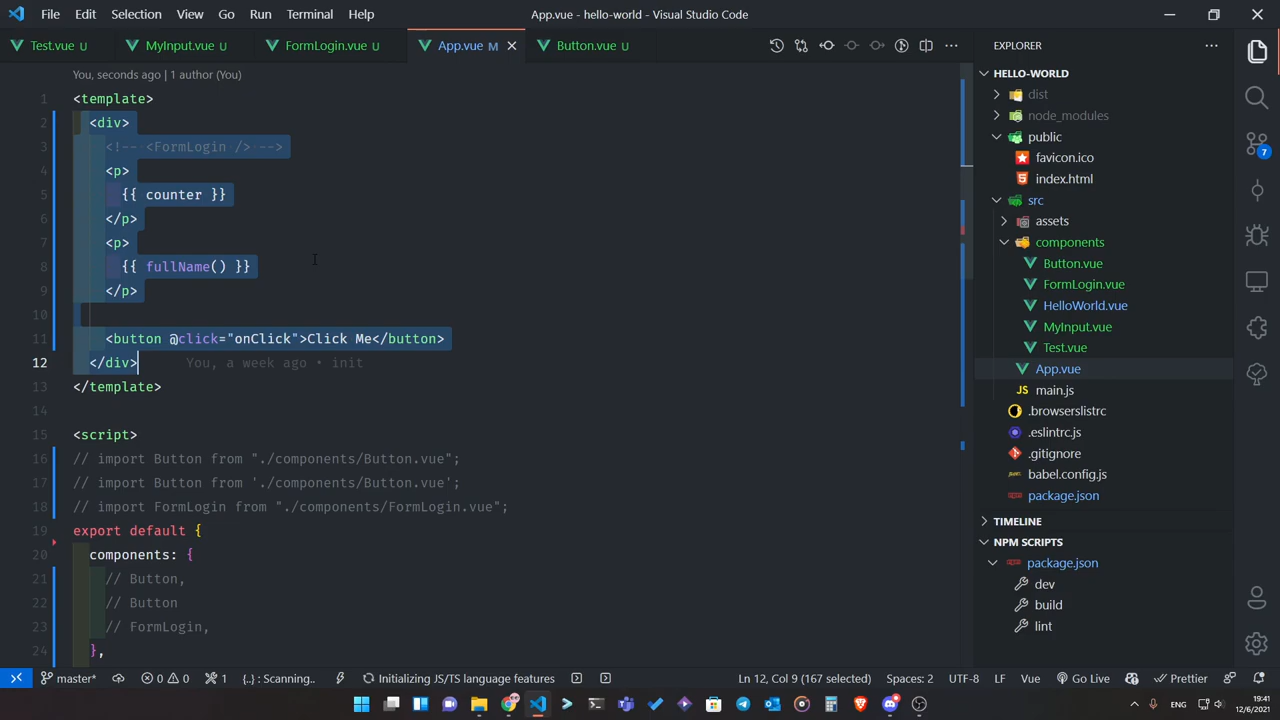 File Edit Selection View Go Run Terminal Help App.vue - hello-world - Visual Studio Code
Test.vue U MyInput.vue U FormLogin.vue U App.vue M Button.vue U
EXPLORER
You, seconds ago | 1 author (You)
1 <template>
2 <div>
3 <!-- <FormLogin /> -->
4 <p>
5 {{ counter }}
6 </p>
7 <p>
8 {{ fullName() }}
9 </p>
10
11 <button @click="onClick">Click Me</button>
12 </div> You, a week ago • init
13 </template>
14
15 <script>
16 // import Button from "./components/Button.vue";
17 // import Button from './components/Button.vue';
18 // import FormLogin from "./components/FormLogin.vue";
19 export default {
20 components: {
21 // Button,
22 // Button
23 // FormLogin,
24 },
HELLO-WORLD
dist
node_modules
public
favicon.ico
index.html
src
assets
components
Button.vue
FormLogin.vue
HelloWorld.vue
MyInput.vue
Test.vue
App.vue
JS main.js
.browserslistrc
.eslintrc.js
.gitignore
babel.config.js
package.json
TIMELINE
NPM SCRIPTS
package.json
dev
build
lint
7
master* 0 0 1 {..} : Scanning.. Initializing JS/TS language features Ln 12, Col 9 (167 selected) Spaces: 2 UTF-8 LF Vue Go Live Prettier
ENG 19:41
12/6/2021